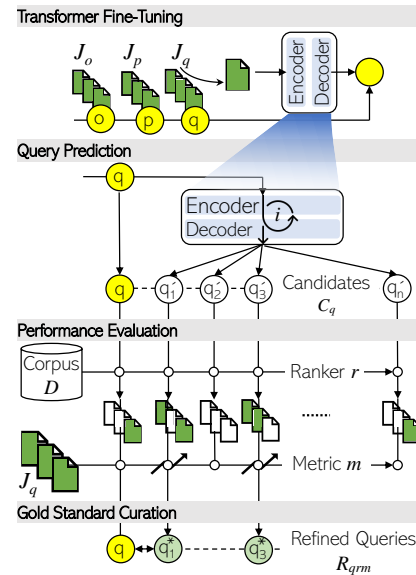 Transformer Fine-Tuning
J_o J_p J_q
Encoder
Decoder
o p q
Query Prediction
q
Encoder
Decoder
i
q q′_1 q′_2 q′_3 q′_n
Candidates
C_q
Performance Evaluation
Corpus
D
Ranker r
........
J_q
Metric m
Gold Standard Curation
q q*_1 q*_3
Refined Queries
R_qrm